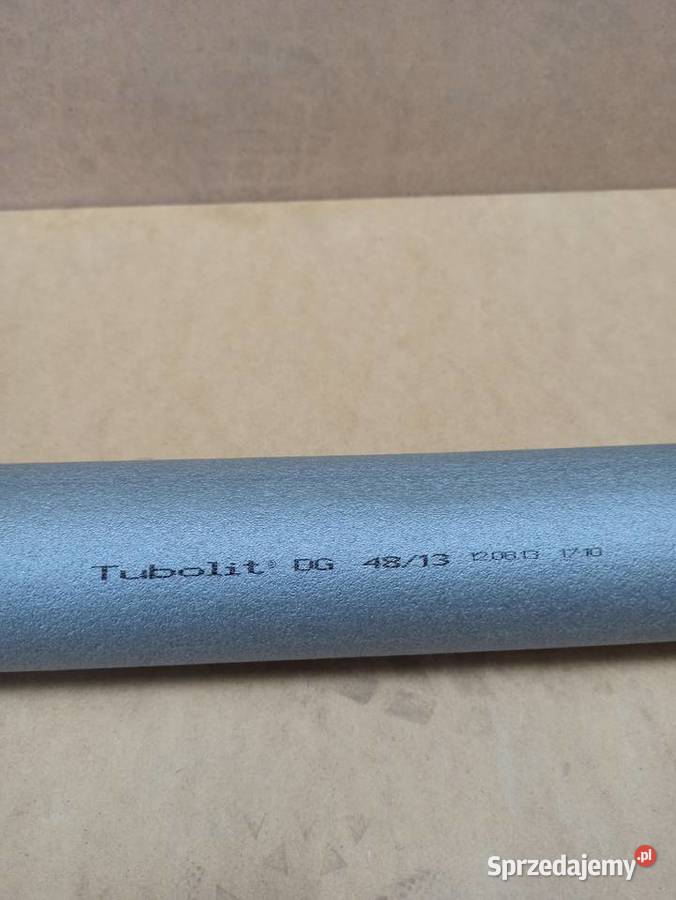 Tubolit® DG 48/13 12.06.13 17:10
Sprzedajemy.pl